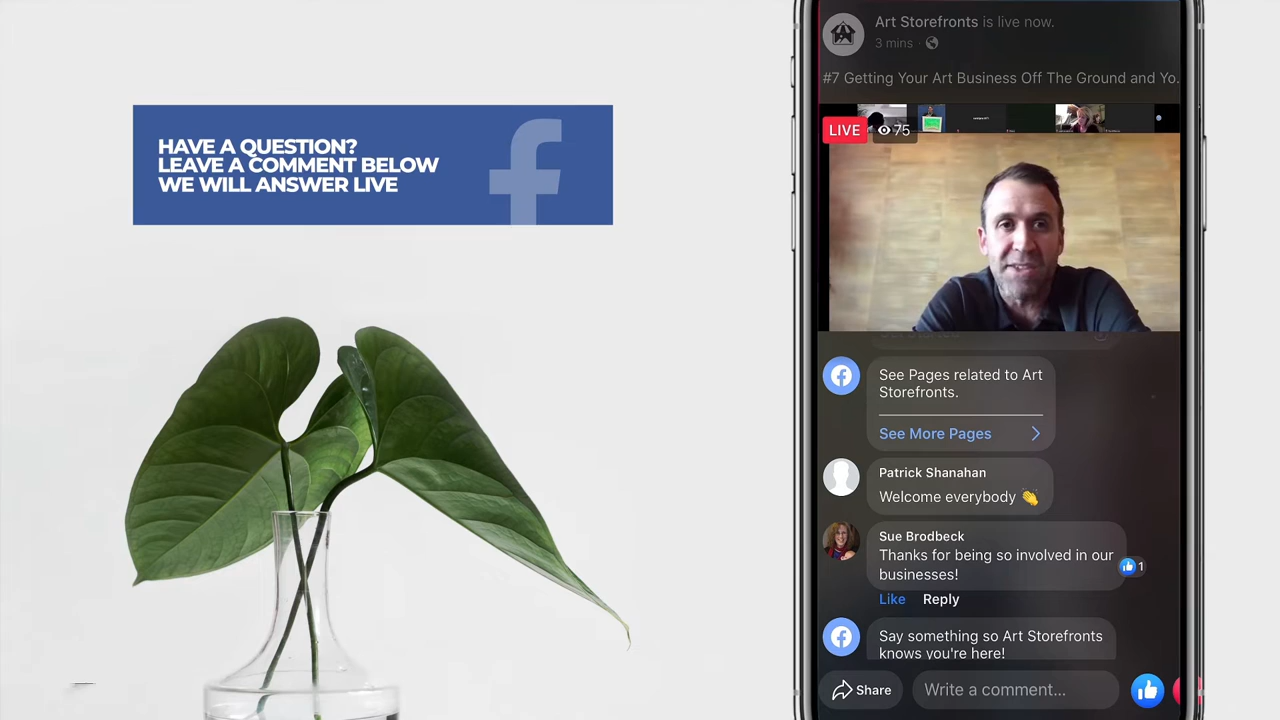 HAVE A QUESTION?
LEAVE A COMMENT BELOW
WE WILL ANSWER LIVE
Art Storefronts is live now.
3 mins ·
#7 Getting Your Art Business Off The Ground and Yo.
LIVE
75
See Pages related to Art
Storefronts.
See More Pages
Patrick Shanahan
Welcome everybody 👏
Sue Brodbeck
Thanks for being so involved in our
businesses!
1
Like Reply
Say something so Art Storefronts
knows you're here!
Share
Write a comment...